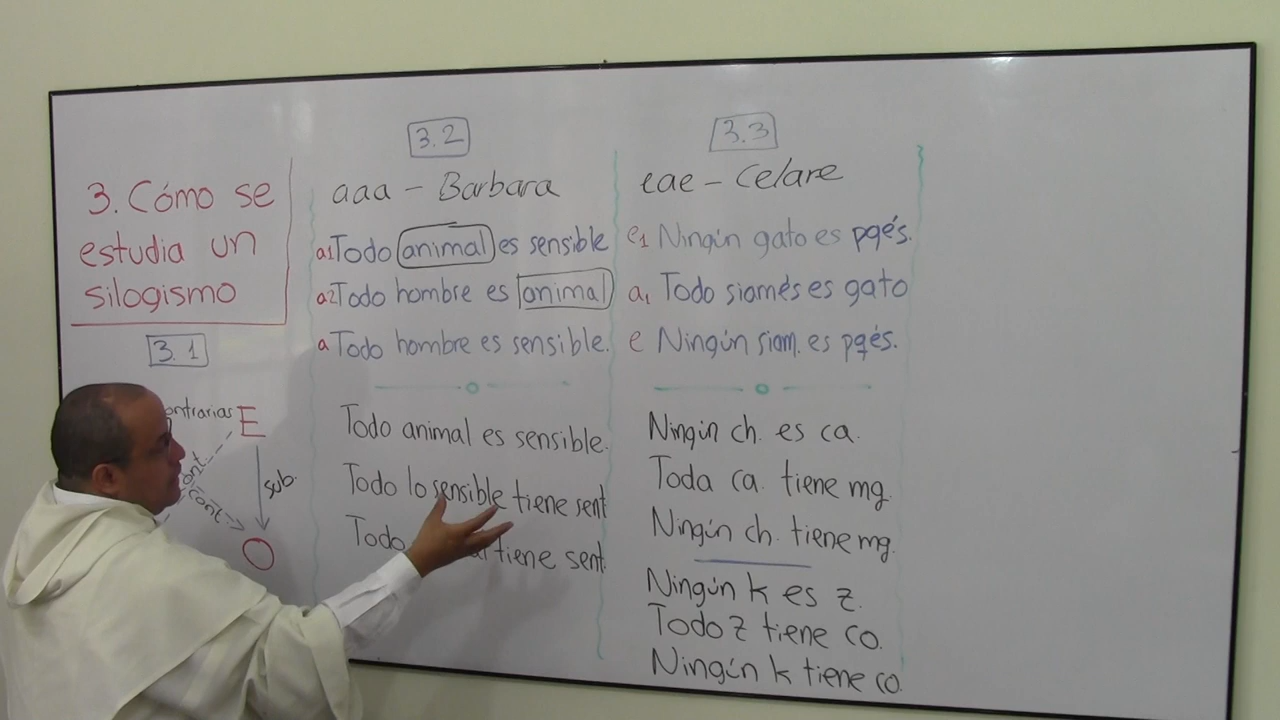 3. Cómo se
estudia un
silogismo
3.1
ontrarias E
ont
cont
sub.
O
3.2
aaa - Barbara
a1 Todo animal es sensible
a2 Todo hombre es animal
a Todo hombre es sensible.
Todo animal es sensible.
Todo lo sensible tiene sent
Todo al tiene sent.
3.3
eae - Celare
e1 Ningún gato es pqés.
a1 Todo siamés es gato
e Ningún siam. es pqés.
Ningún ch. es ca.
Toda ca. tiene mg.
Ningún ch. tiene mg.
Ningún k es z.
Todo z tiene co.
Ningún k tiene co.